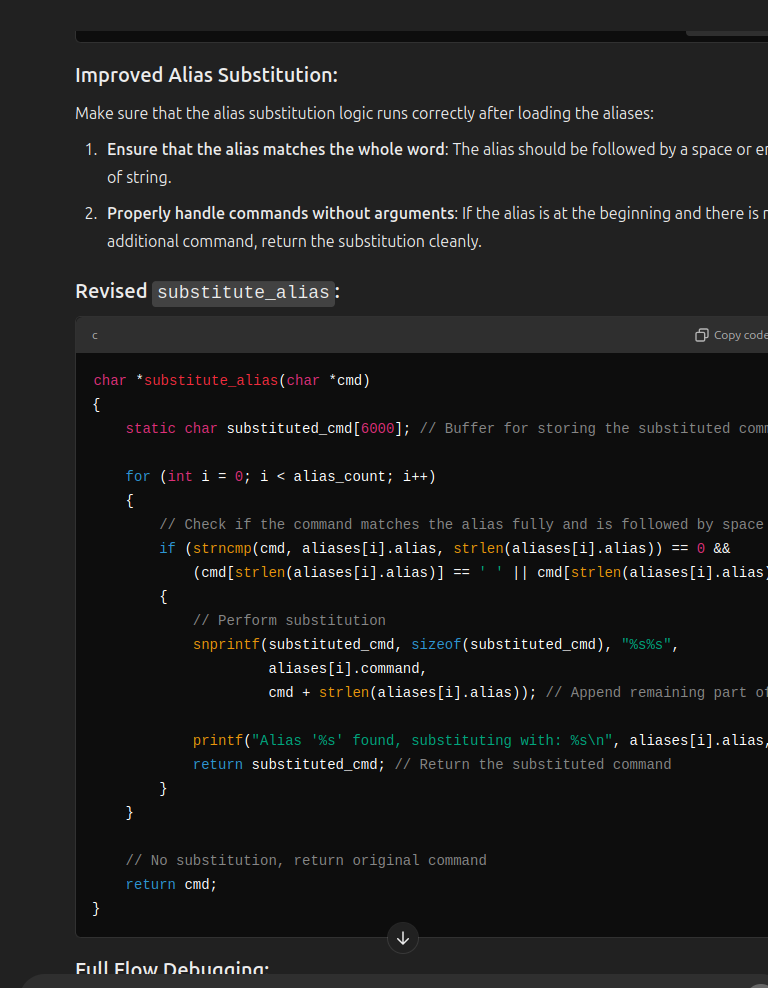 Improved Alias Substitution:
Make sure that the alias substitution logic runs correctly after loading the aliases:
1. Ensure that the alias matches the whole word: The alias should be followed by a space or
of string.
2. Properly handle commands without arguments: If the alias is at the beginning and there is
additional command, return the substitution cleanly.
Revised substitute_alias:
c
Copy code
char *substitute_alias(char *cmd)
{
    static char substituted_cmd[6000]; // Buffer for storing the substituted
    for (int i = 0; i < alias_count; i++)
    {
        // Check if the command matches the alias fully and is followed by space
        if (strncmp(cmd, aliases[i].alias, strlen(aliases[i].alias)) == 0 &&
            (cmd[strlen(aliases[i].alias)] == ' ' || cmd[strlen(aliases[i].alias)
        {
            // Perform substitution
            snprintf(substituted_cmd, sizeof(substituted_cmd), "%s%s",
                     aliases[i].command,
                     cmd + strlen(aliases[i].alias)); // Append remaining part of
            printf("Alias '%s' found, substituting with: %s\n", aliases[i].alias,
            return substituted_cmd; // Return the substituted command
        }
    }
    // No substitution, return original command
    return cmd;
}
Full Flow Debugging: